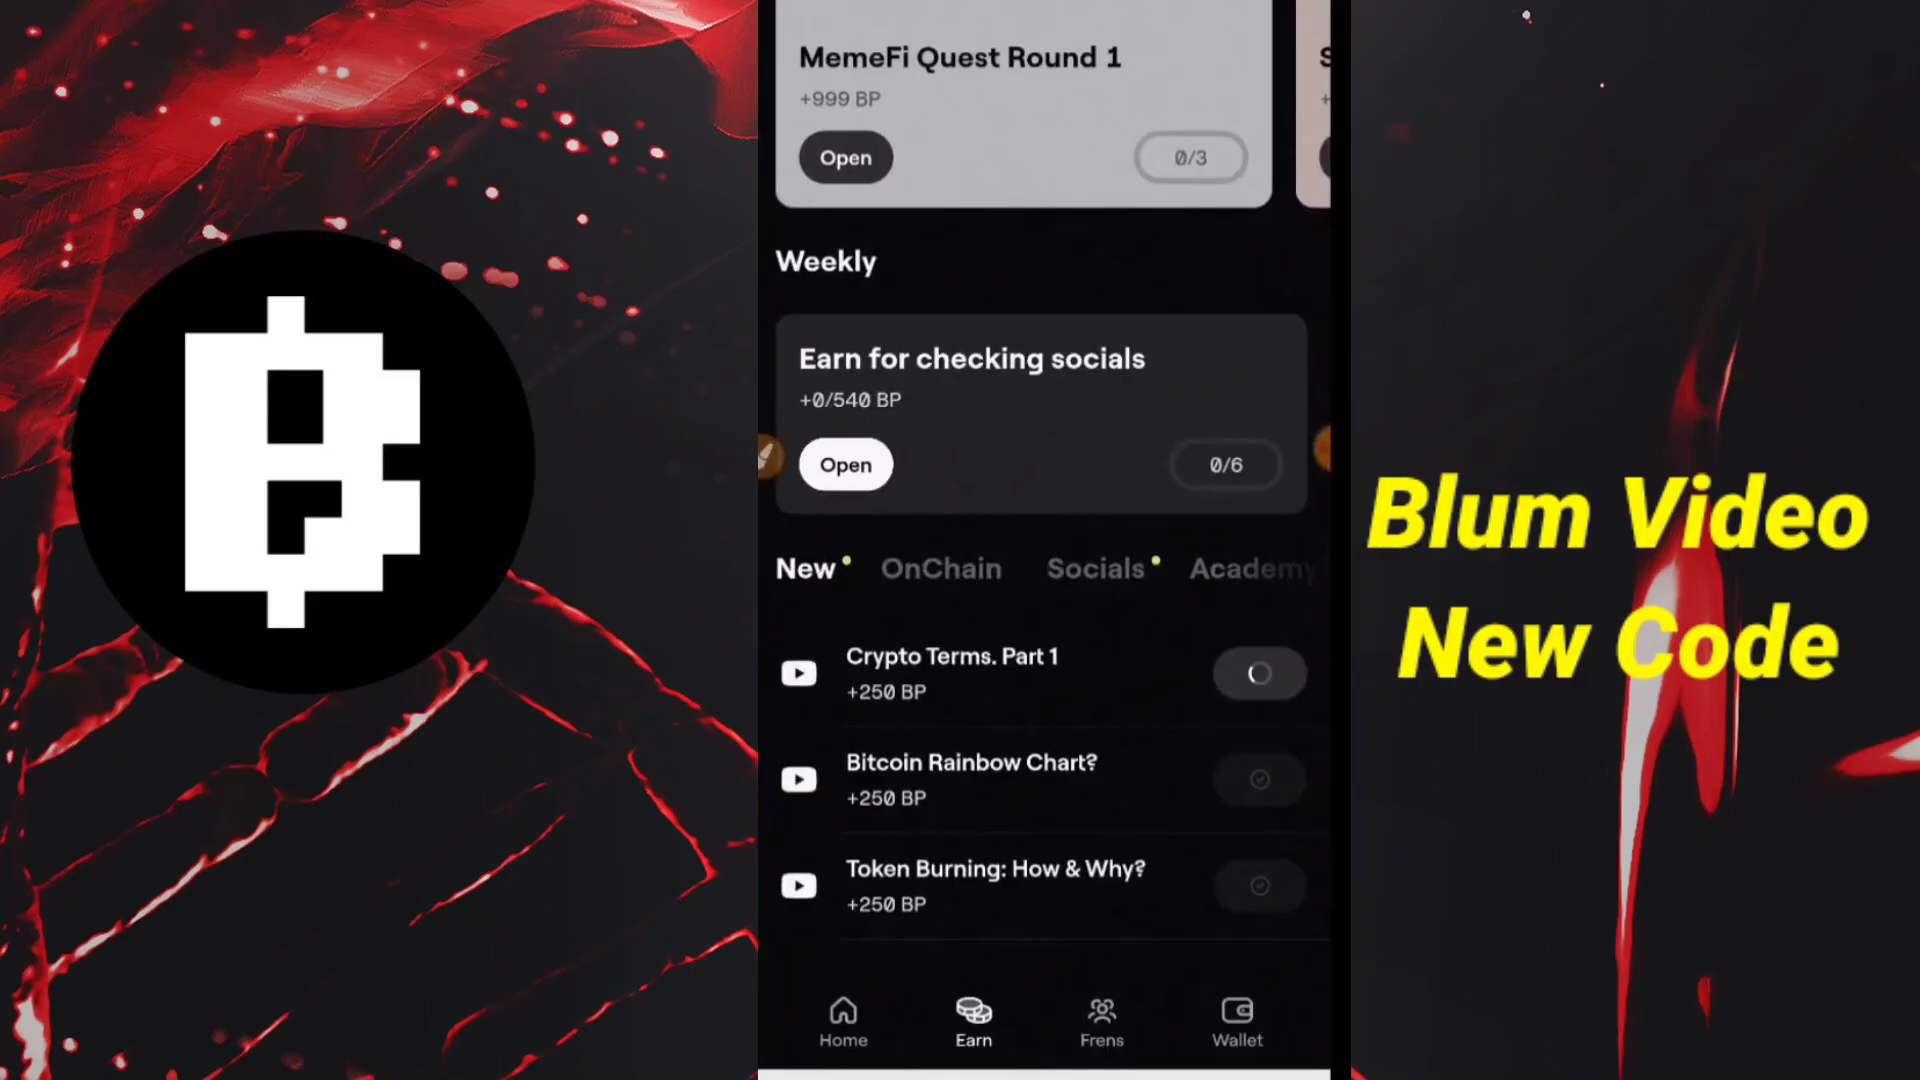 MemeFi Quest Round 1
+999 BP
Open
0/3
S
+
Weekly
Earn for checking socials
+0/540 BP
Open
0/6
New
OnChain
Socials
Academy
Crypto Terms. Part 1
+250 BP
Bitcoin Rainbow Chart?
+250 BP
Token Burning: How & Why?
+250 BP
Home
Earn
Frens
Wallet
Blum Video
New Code